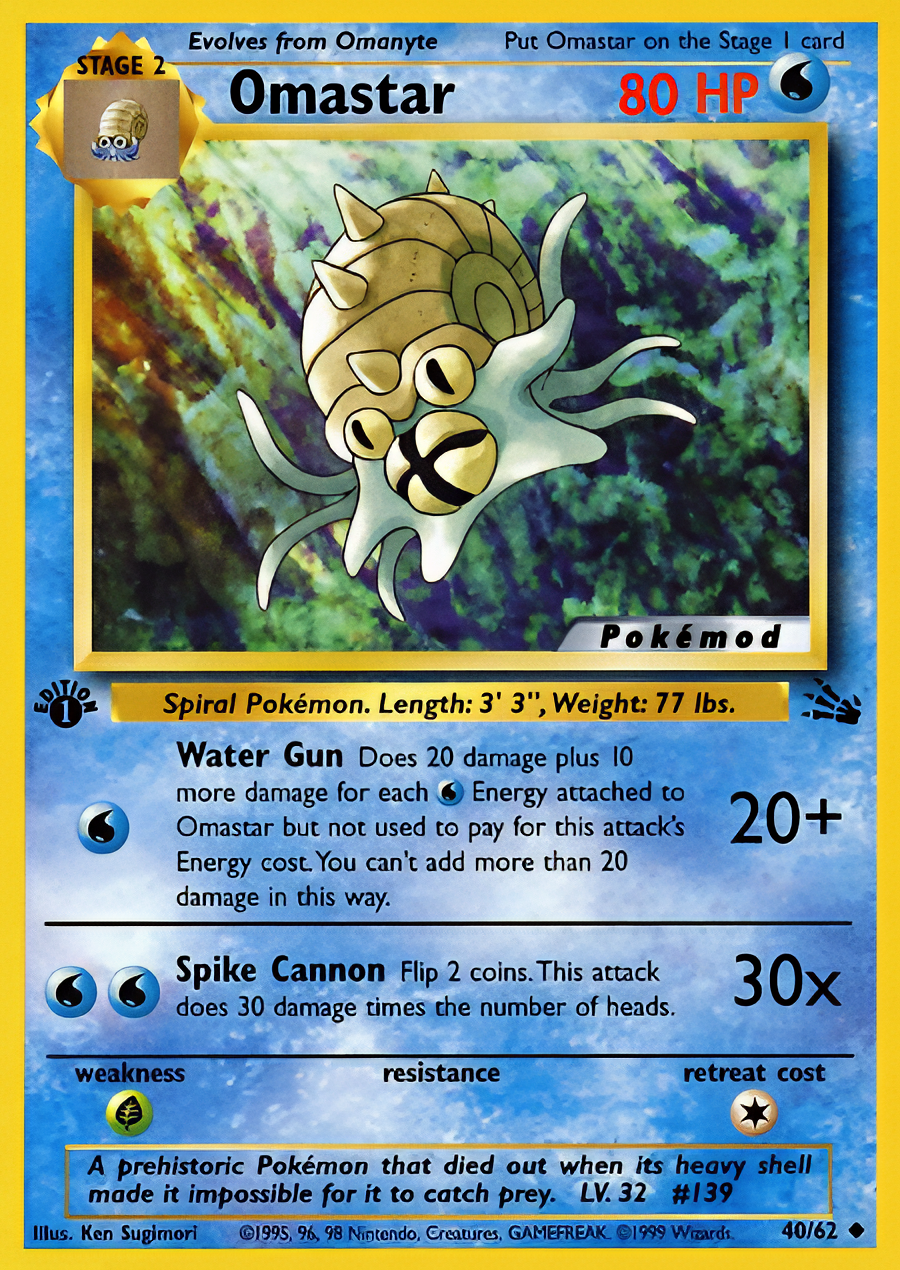 Evolves from Omanyte
Put Omastar on the Stage 1 card
STAGE 2
Omastar
80 HP
Pokémod
EDITION
1
Spiral Pokémon. Length: 3' 3", Weight: 77 lbs.
Water Gun Does 20 damage plus 10
more damage for each Energy attached to
Omastar but not used to pay for this attack's
Energy cost. You can't add more than 20
damage in this way.
20+
Spike Cannon Flip 2 coins. This attack
does 30 damage times the number of heads.
30x
weakness
resistance
retreat cost
A prehistoric Pokémon that died out when its heavy shell
made it impossible for it to catch prey. LV. 32 #139
Illus. Ken Sugimori
©1995, 96, 98 Nintendo, Creatures, GAMEFREAK. ©1999 Wizards.
40/62